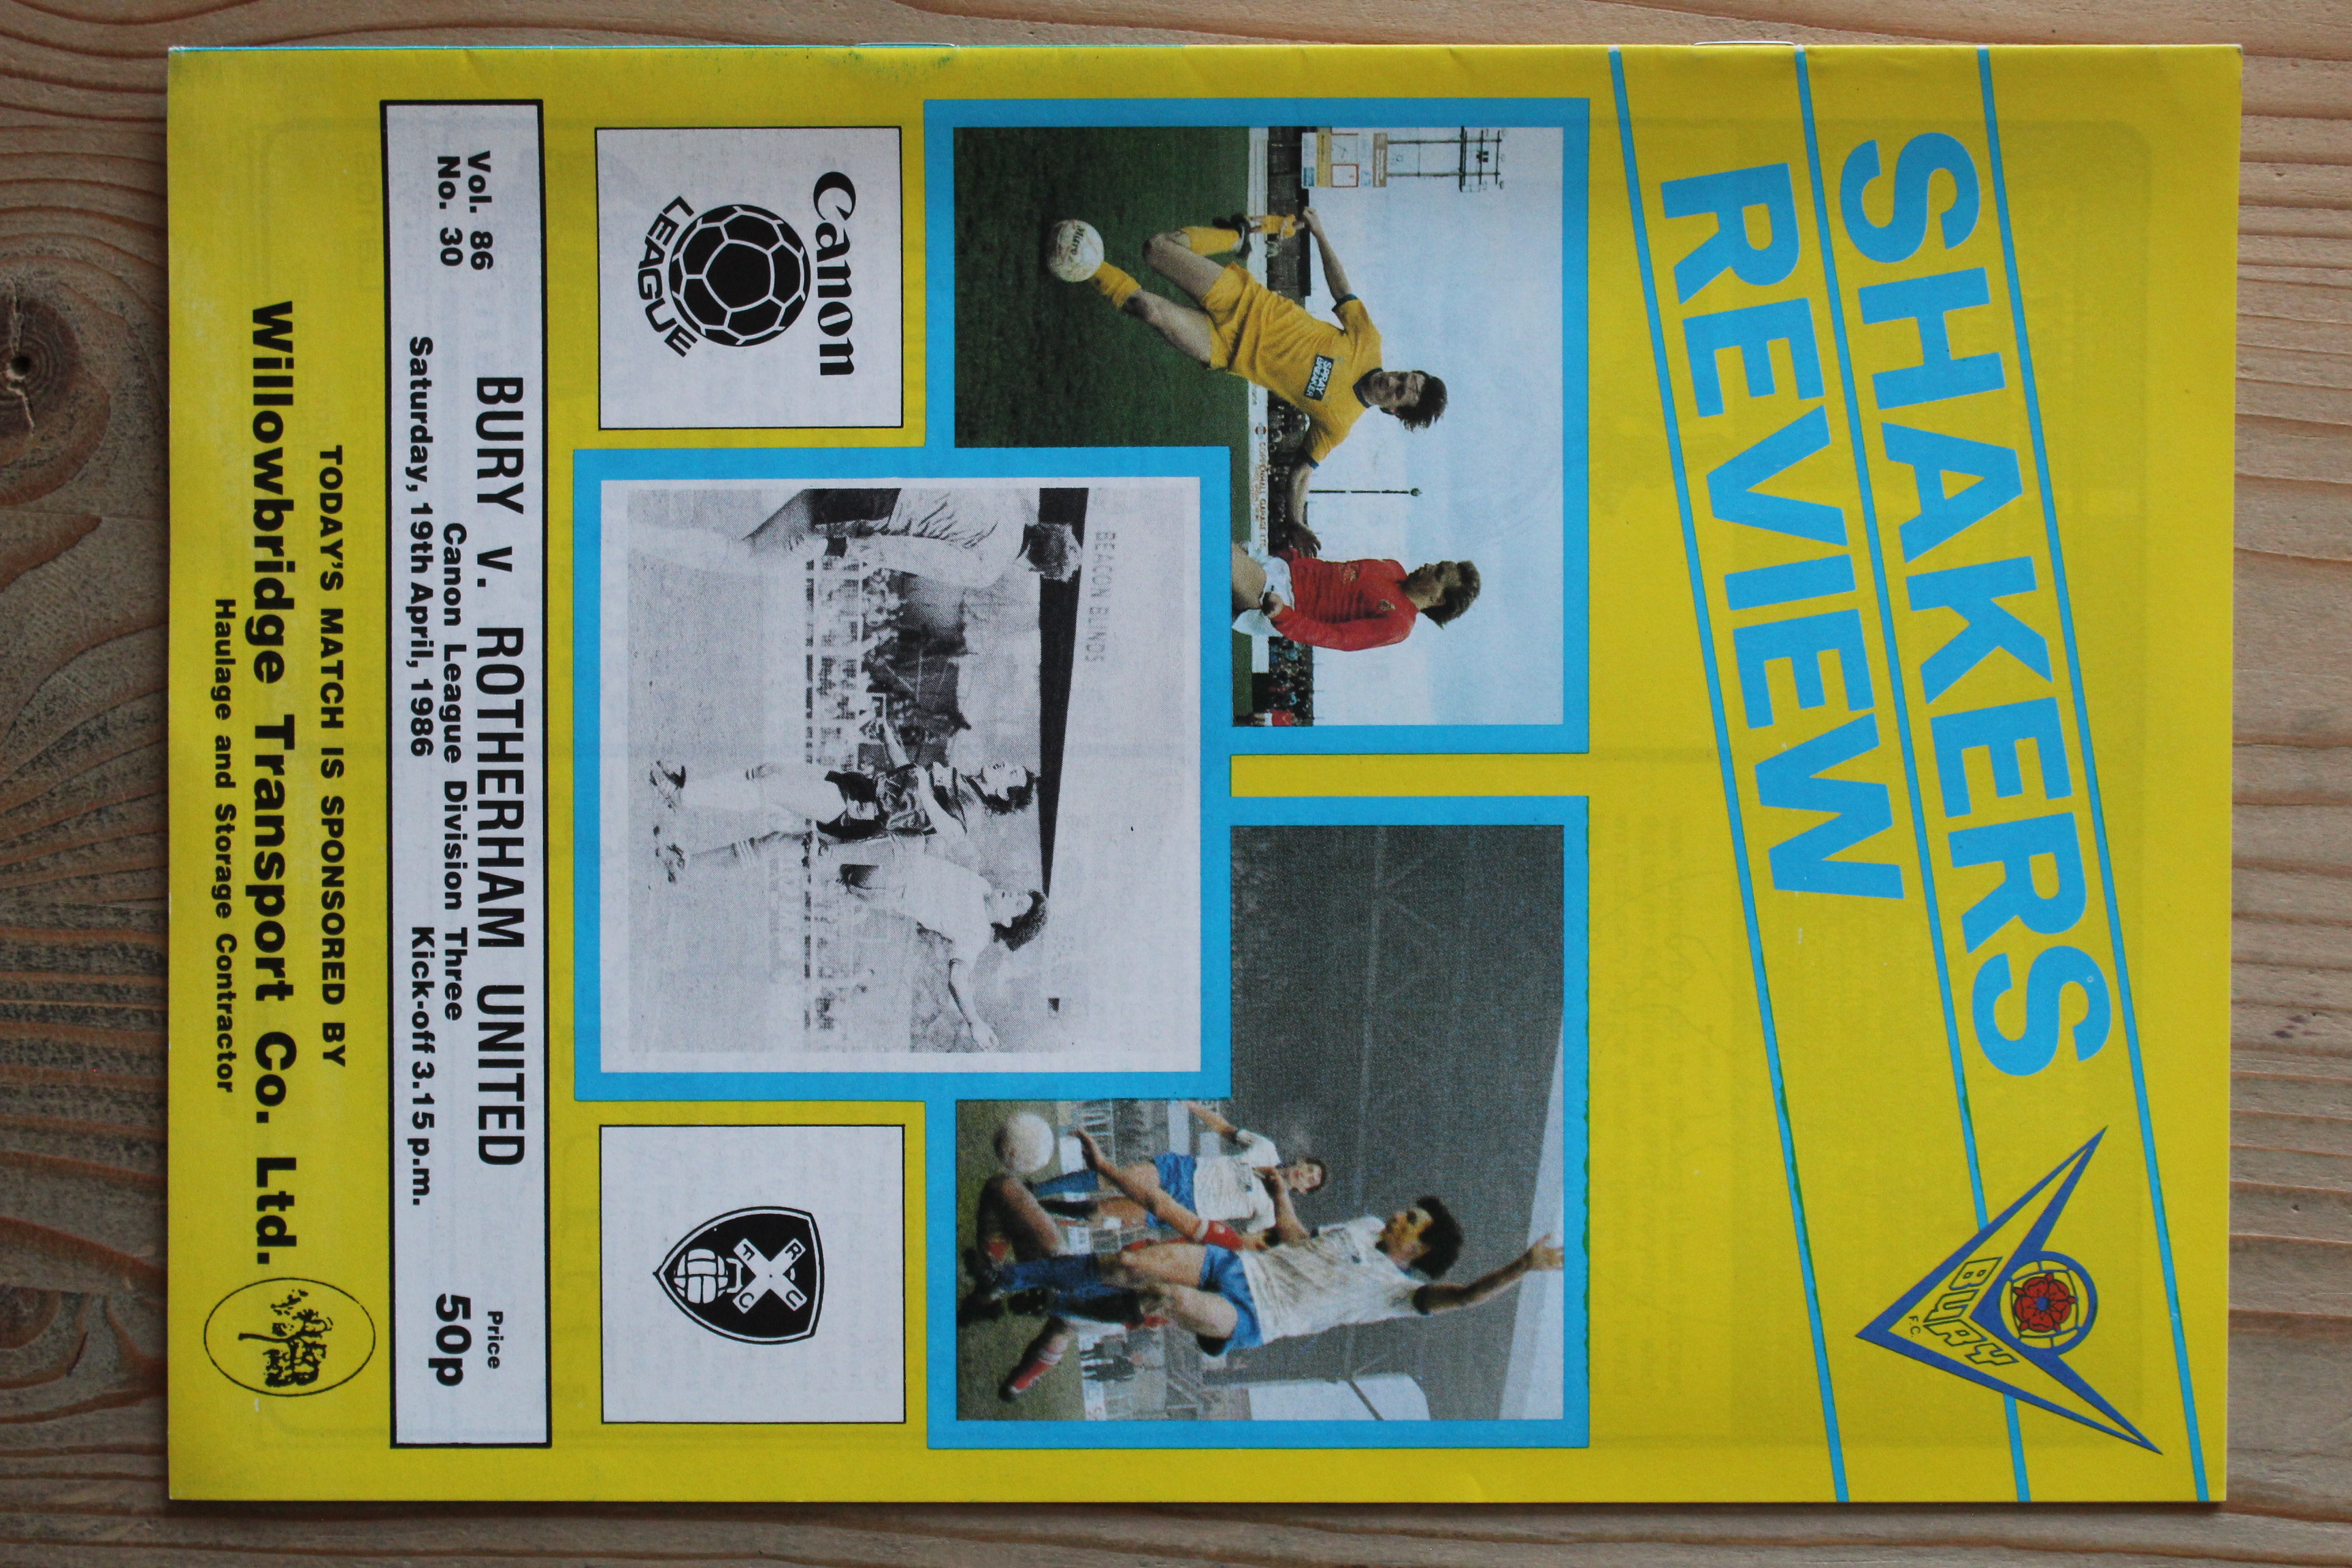 SHAKERS
REVIEW
BURY
F.C.
SPRAY
BEACON BLINDS
Canon
LEAGUE
R U
F C
Vol. 86
No. 30
BURY v. ROTHERHAM UNITED
Canon League Division Three
Saturday, 19th April, 1986
Kick-off 3.15 p.m.
Price
50p
TODAY'S MATCH IS SPONSORED BY
Willowbridge Transport Co. Ltd.
Haulage and Storage Contractor